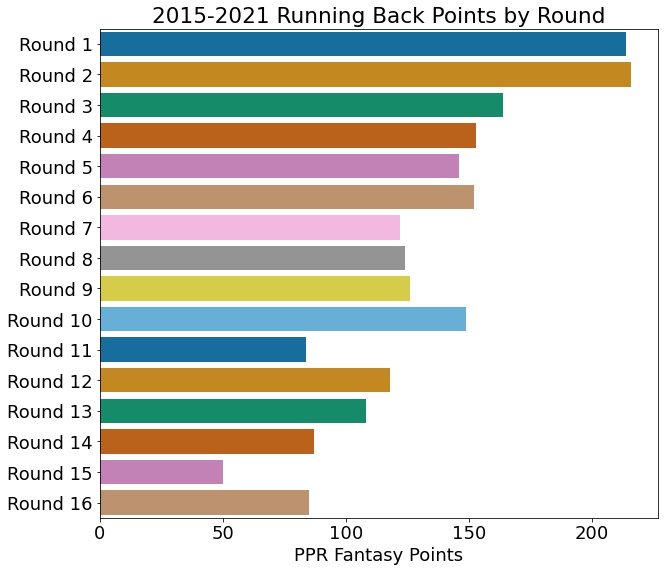 2015-2021 Running Back Points by Round
Round 1
Round 2
Round 3
Round 4
Round 5
Round 6
Round 7
Round 8
Round 9
Round 10
Round 11
Round 12
Round 13
Round 14
Round 15
Round 16
0 50 100 150 200
PPR Fantasy Points